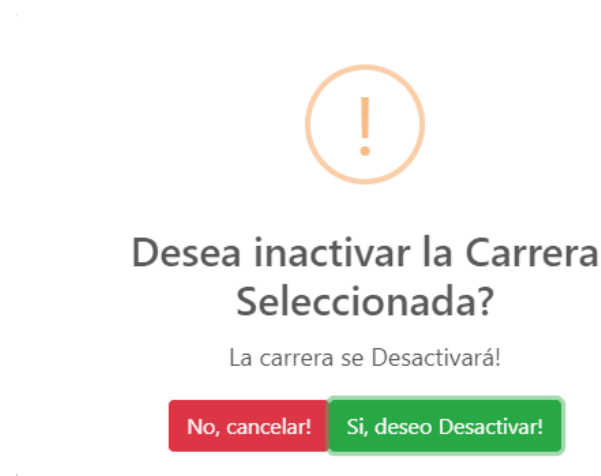 !
Desea inactivar la Carrera
Seleccionada?
La carrera se Desactivará!
No, cancelar! Si, deseo Desactivar!